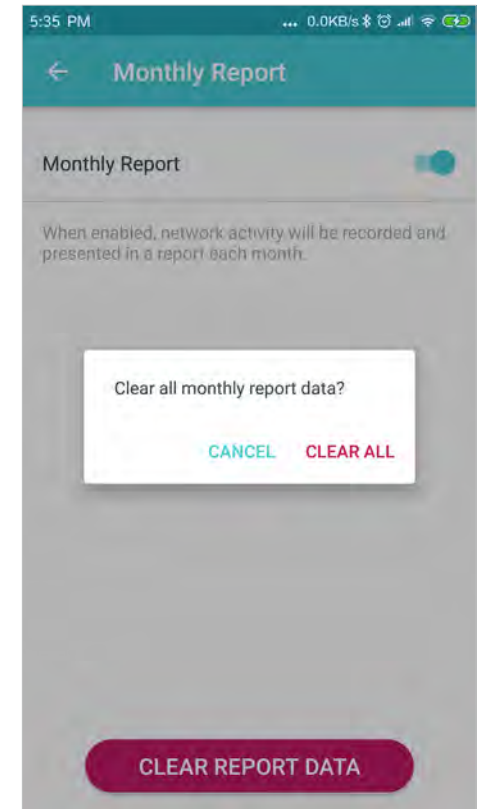 5:35 PM ... 0.0KB/s
Monthly Report
Monthly Report
When enabled, network activity will be recorded and
presented in a report each month.
Clear all monthly report data?
CANCEL CLEAR ALL
CLEAR REPORT DATA